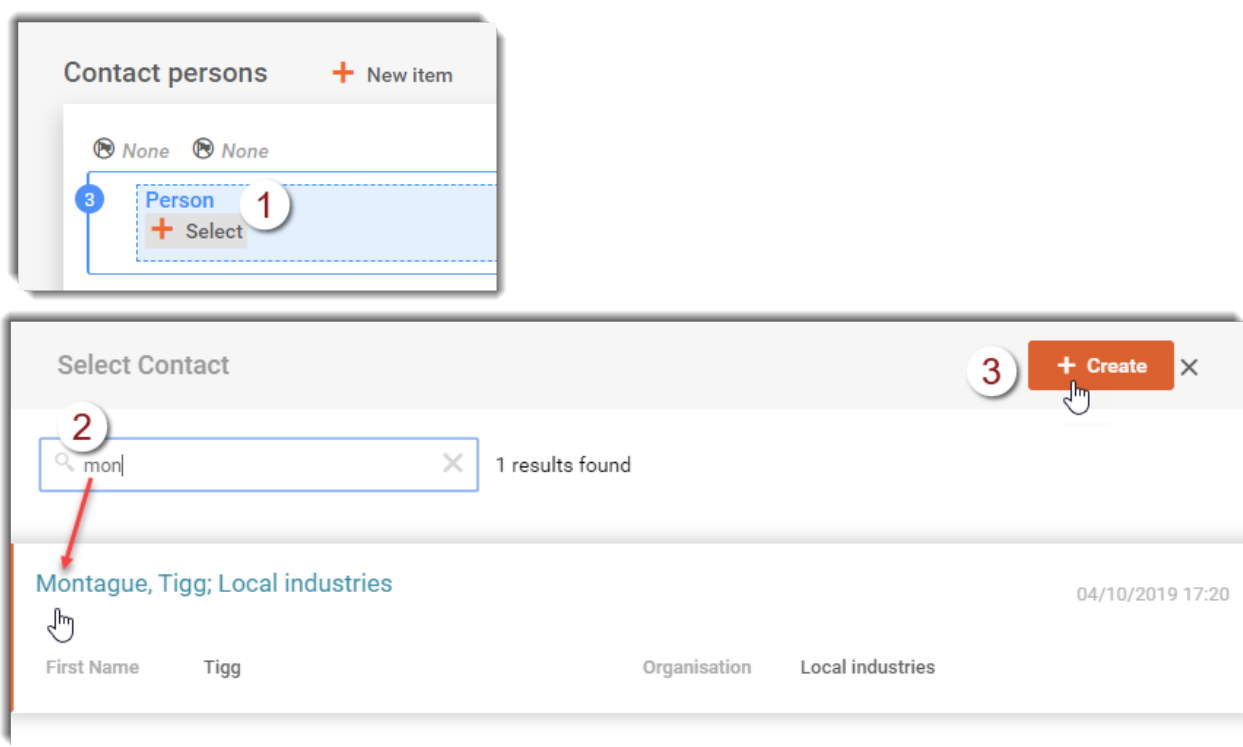 Contact persons + New item
None None
3 Person 1
+ Select
Select Contact 3 + Create ×
2
mon 1 results found
Montague, Tigg; Local industries
04/10/2019 17:20
First Name Tigg Organisation Local industries